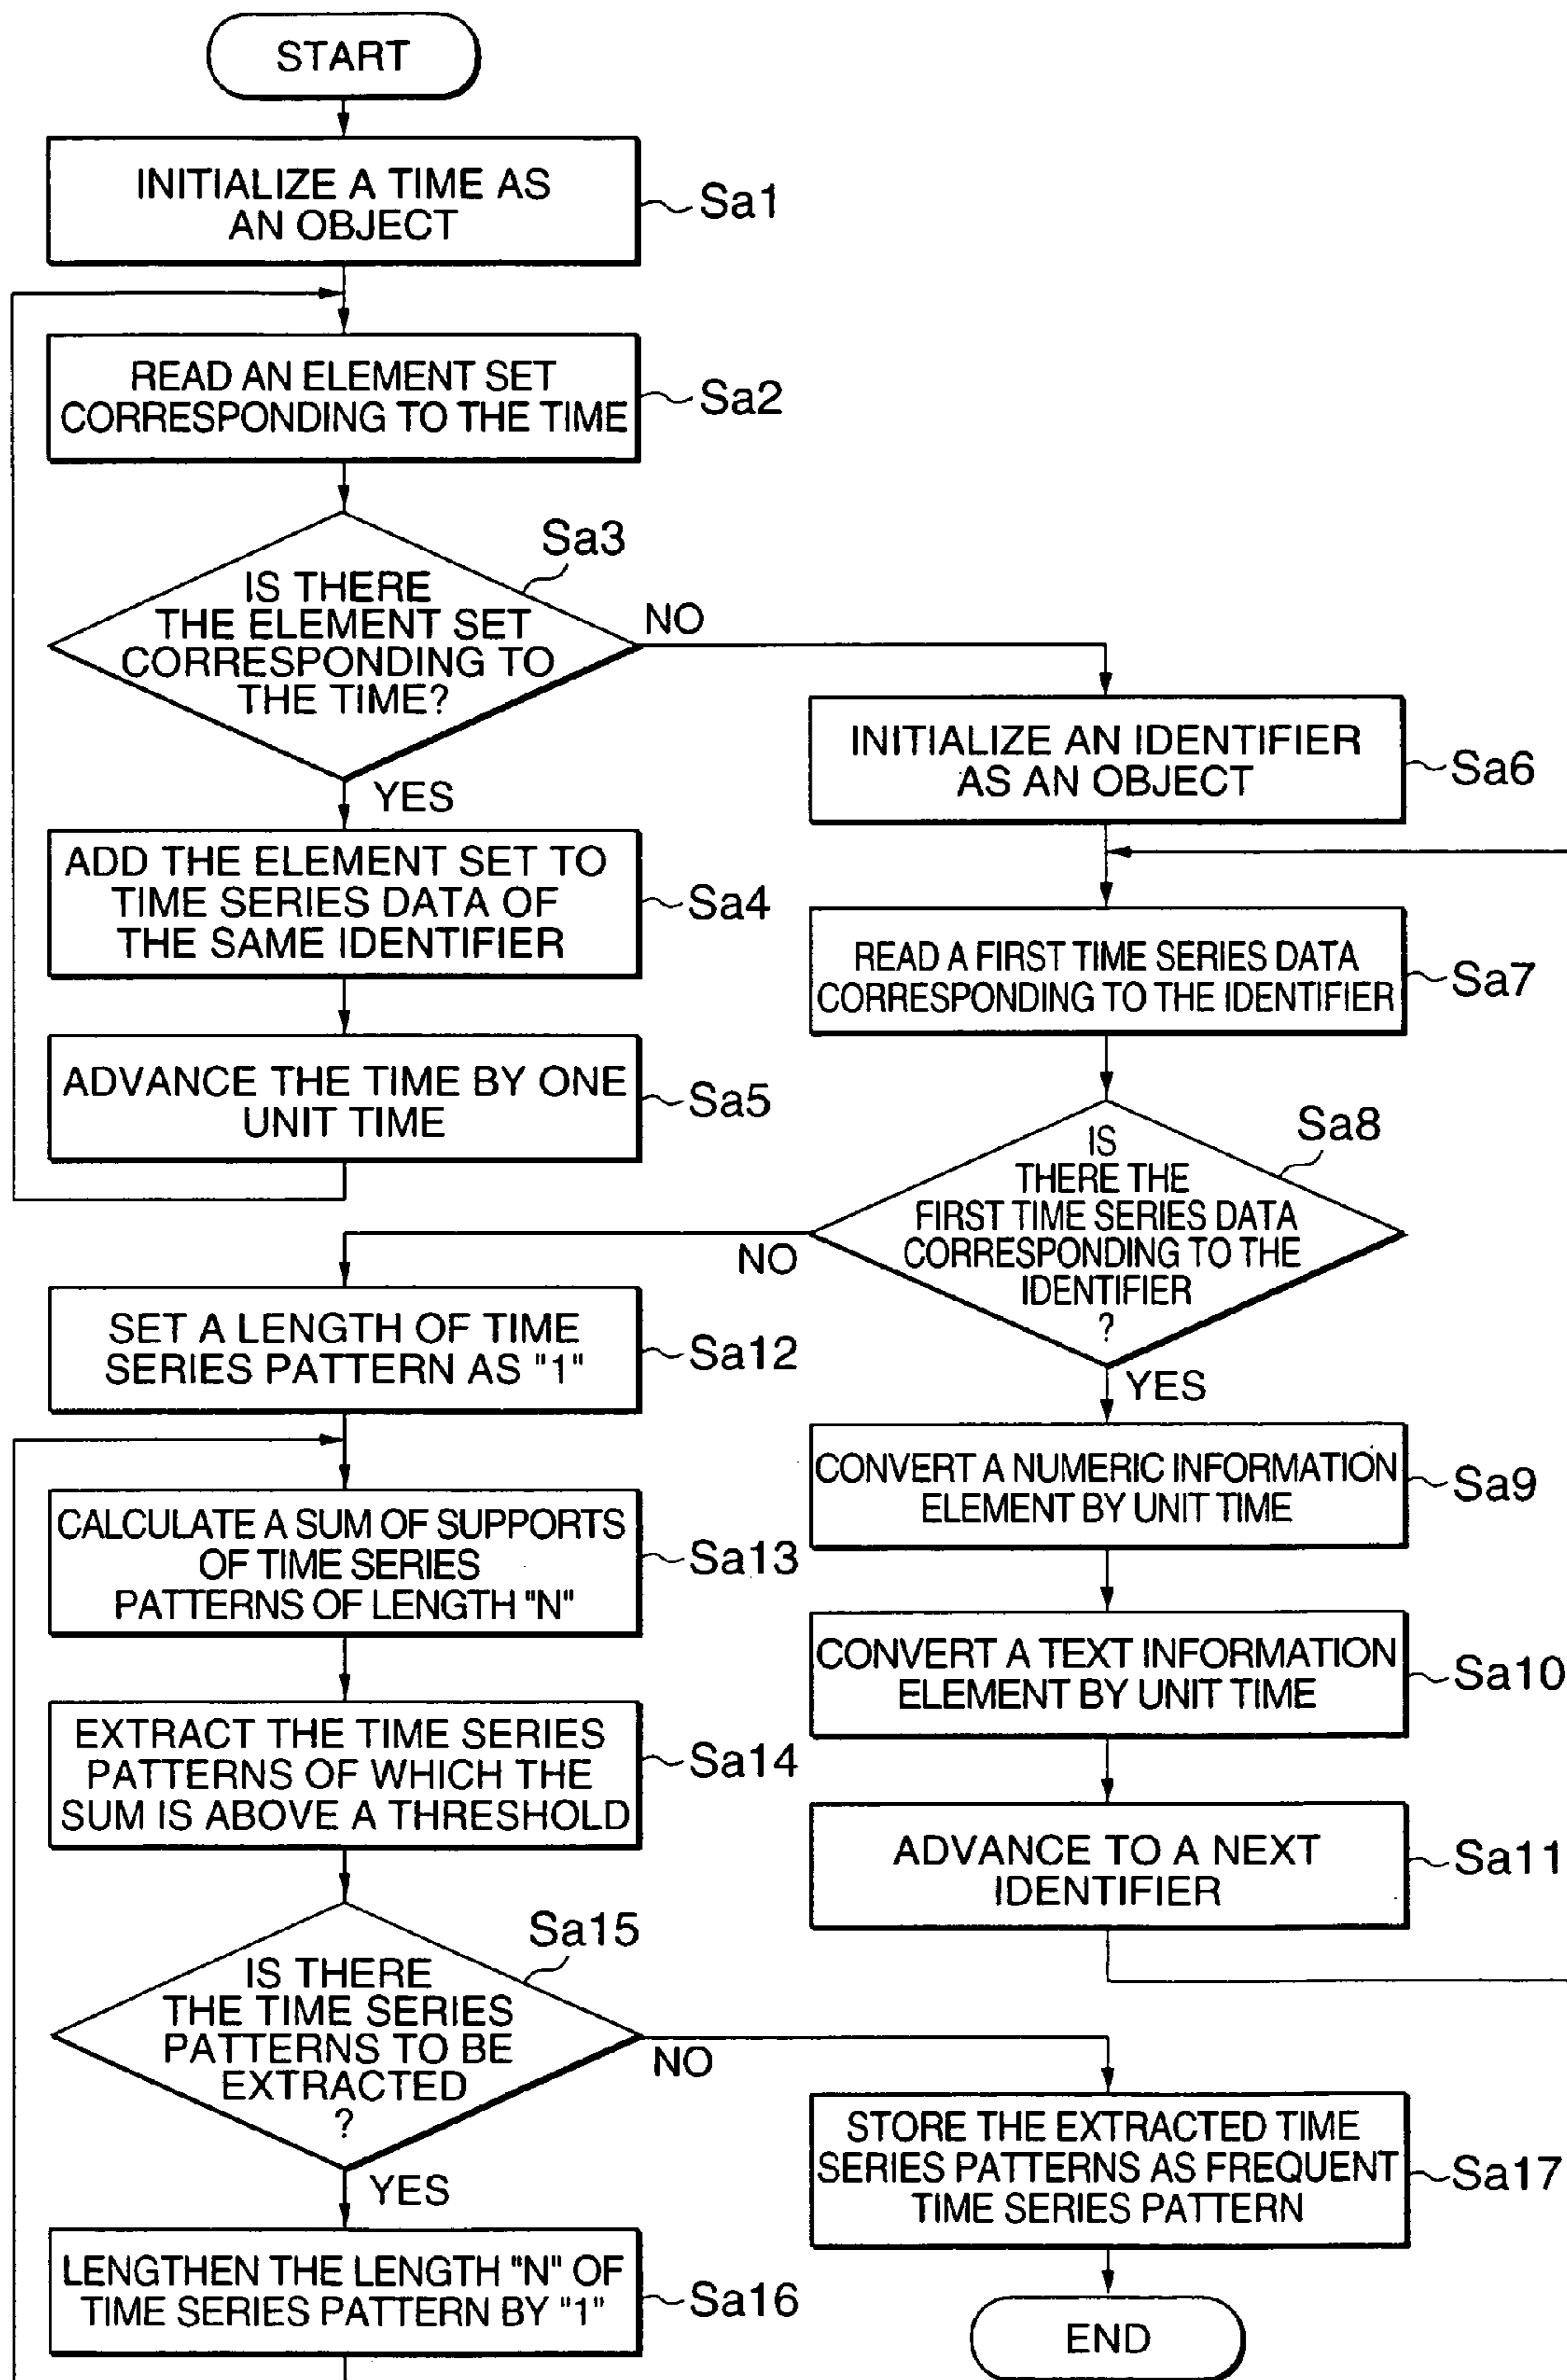 START
INITIALIZE A TIME AS
AN OBJECT
Sa1
READ AN ELEMENT SET
CORRESPONDING TO THE TIME
Sa2
Sa3
IS THERE
THE ELEMENT SET
CORRESPONDING TO
THE TIME?
NO
YES
ADD THE ELEMENT SET TO
TIME SERIES DATA OF
THE SAME IDENTIFIER
Sa4
ADVANCE THE TIME BY ONE
UNIT TIME
Sa5
INITIALIZE AN IDENTIFIER
AS AN OBJECT
Sa6
READ A FIRST TIME SERIES DATA
CORRESPONDING TO THE IDENTIFIER
Sa7
Sa8
IS
THERE THE
FIRST TIME SERIES DATA
CORRESPONDING TO THE
IDENTIFIER
?
NO
YES
CONVERT A NUMERIC INFORMATION
ELEMENT BY UNIT TIME
Sa9
CONVERT A TEXT INFORMATION
ELEMENT BY UNIT TIME
Sa10
ADVANCE TO A NEXT
IDENTIFIER
Sa11
SET A LENGTH OF TIME
SERIES PATTERN AS "1"
Sa12
CALCULATE A SUM OF SUPPORTS
OF TIME SERIES
PATTERNS OF LENGTH "N"
Sa13
EXTRACT THE TIME SERIES
PATTERNS OF WHICH THE
SUM IS ABOVE A THRESHOLD
Sa14
Sa15
IS THERE
THE TIME SERIES
PATTERNS TO BE
EXTRACTED
?
NO
YES
LENGTHEN THE LENGTH "N" OF
TIME SERIES PATTERN BY "1"
Sa16
STORE THE EXTRACTED TIME
SERIES PATTERNS AS FREQUENT
TIME SERIES PATTERN
Sa17
END